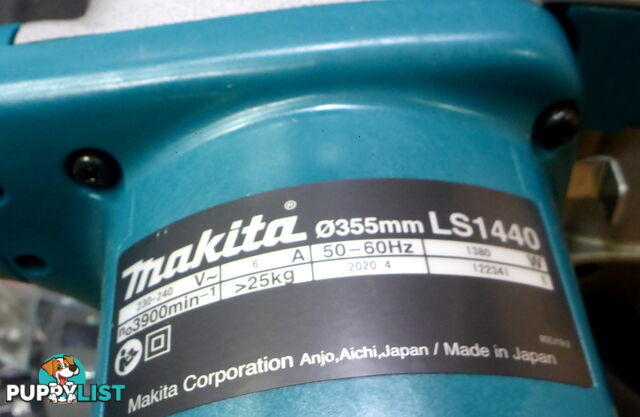 makita® Ø355mm LS1440
230-240 V~ 6 A 50-60Hz 1380 W
no3900min-1 >25kg 2020 4 122341 E
Makita Corporation Anjo,Aichi,Japan / Made in Japan
PUPPYLIST